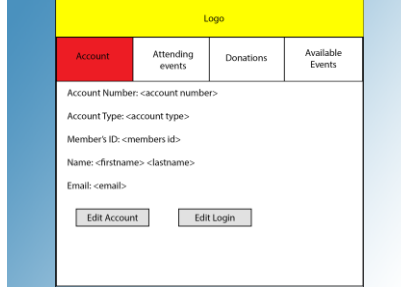 Logo
Account
Attending
events
Donations
Available
Events
Account Number: <account number>
Account Type: <account type>
Member's ID: <members id>
Name: <firstname> <lastname>
Email: <email>
Edit Account
Edit Login